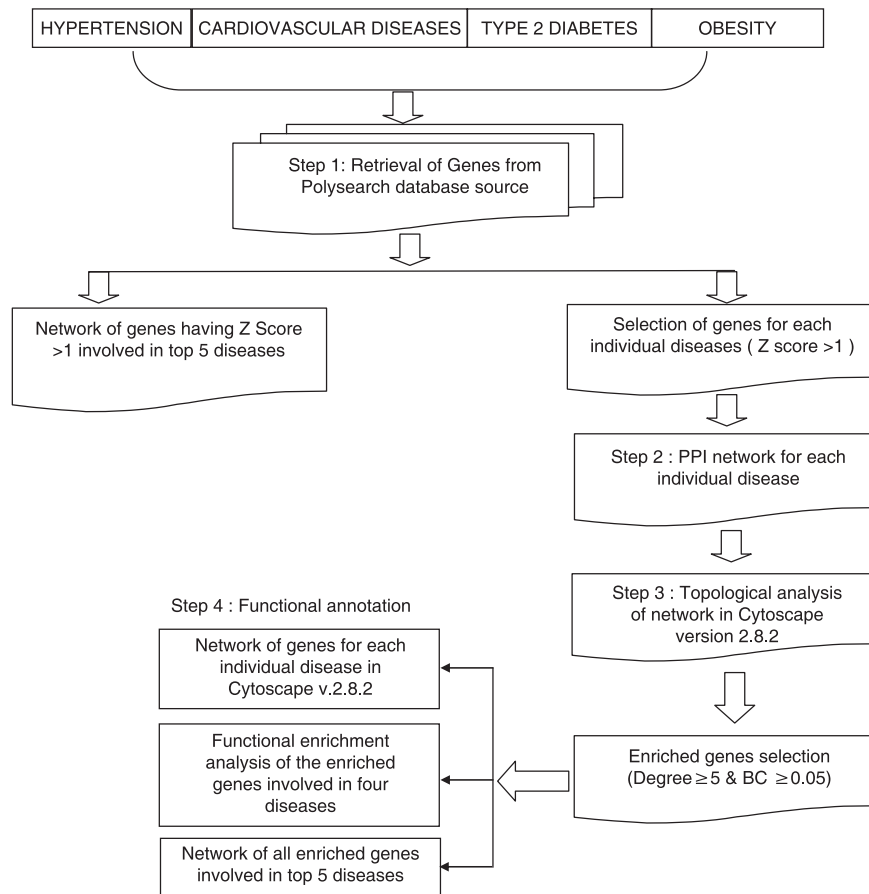 HYPERTENSION CARDIOVASCULAR DISEASES TYPE 2 DIABETES OBESITY
Step 1: Retrieval of Genes from
Polysearch database source
Network of genes having Z Score
>1 involved in top 5 diseases
Selection of genes for each
individual diseases ( Z score >1 )
Step 2 : PPI network for each
individual disease
Step 3 : Topological analysis
of network in Cytoscape
version 2.8.2
Enriched genes selection
(Degree ≥5 & BC ≥0.05)
Step 4 : Functional annotation
Network of genes for each
individual disease in
Cytoscape v.2.8.2
Functional enrichment
analysis of the enriched
genes involved in four
diseases
Network of all enriched genes
involved in top 5 diseases